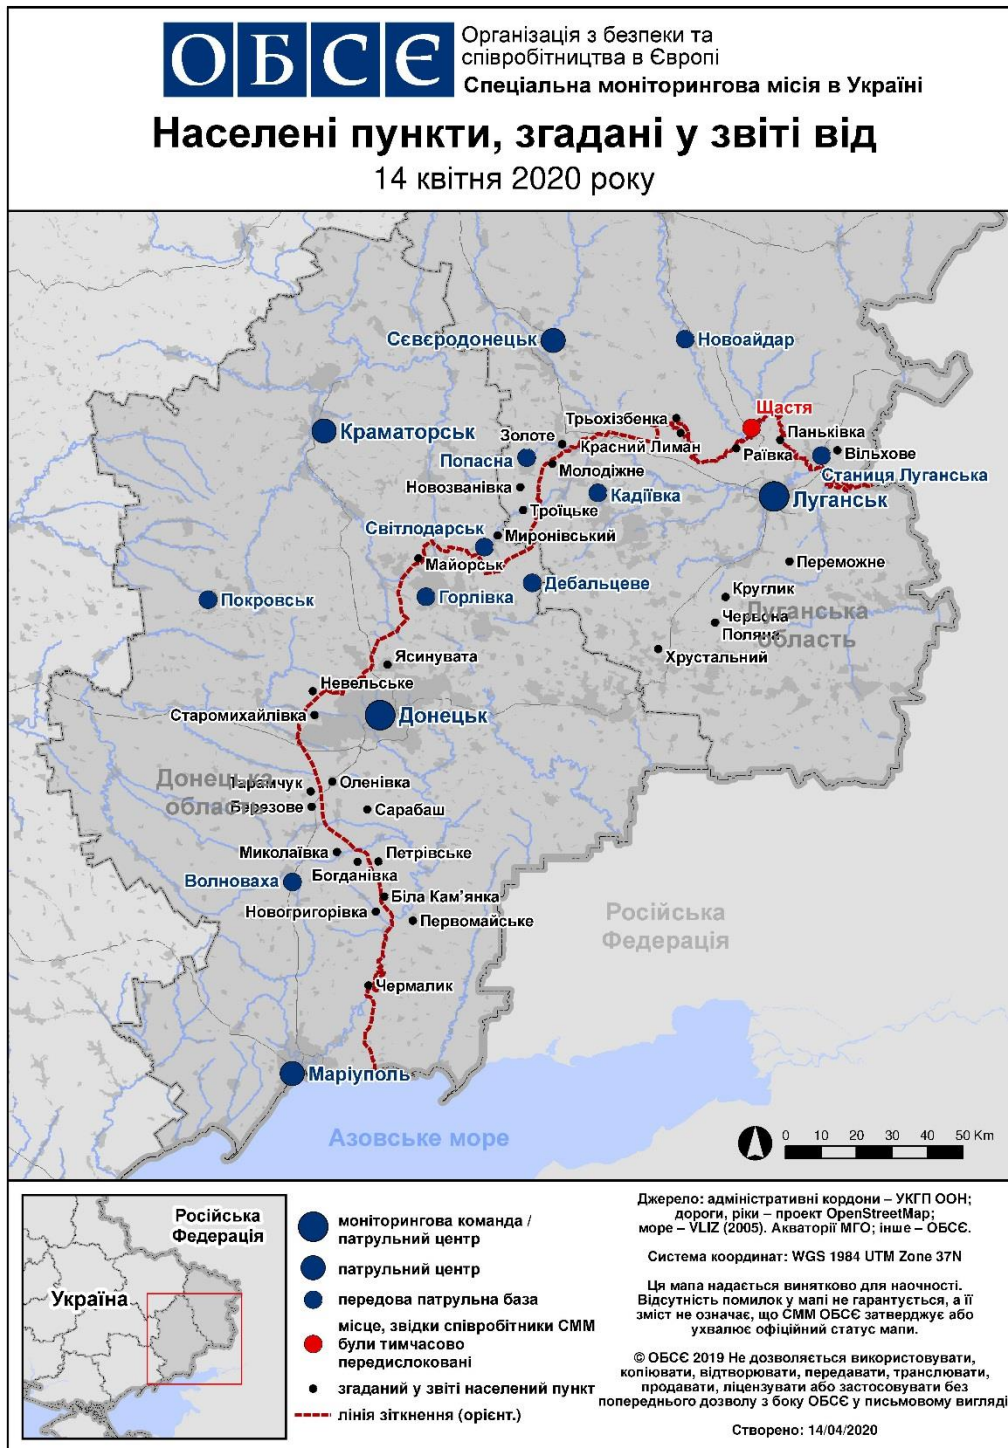 ОБСЄ
Організація з безпеки та
співробітництва в Європі
Спеціальна моніторингова місія в Україні
Населені пункти, згадані у звіті від
14 квітня 2020 року
Сєвєродонецьк
Новоайдар
Щастя
Трьохізбенка
Краматорськ
Золоте
Красний Лиман
Паньківка
Раївка
Вільхове
Попасна
Молодіжне
Станиця Луганська
Новозванівка
Кадіївка
Луганськ
Троїцьке
Світлодарськ
Миронівський
Майорськ
Переможне
Дебальцеве
Покровськ
Горлівка
Круглик
Червона
Поляна
Луганська
область
Хрустальний
Ясинувата
Невельське
Старомихайлівка
Донецьк
Донецька
область
Тарамчук
Оленівка
Березове
Сарабаш
Миколаївка
Петрівське
Богданівка
Волноваха
Біла Кам’янка
Новогригорівка
Первомайське
Російська
Федерація
Чермалик
Маріуполь
Азовське море
0 10 20 30 40 50 Km
Російська
Федерація
Україна
моніторингова команда /
патрульний центр
патрульний центр
передова патрульна база
місце, звідки співробітники СММ
були тимчасово
передислоковані
згаданий у звіті населений пункт
лінія зіткнення (орієнт.)
Джерело: адміністративні кордони – УКГП ООН;
дороги, ріки – проект OpenStreetMap;
море – VLIZ (2005). Акваторії МГО; інше – ОБСЄ.
Система координат: WGS 1984 UTM Zone 37N
Ця мапа надається винятково для наочності.
Відсутність помилок у мапі не гарантується, а її
зміст не означає, що СММ ОБСЄ затверджує або
ухвалює офіційний статус мапи.
© ОБСЄ 2019 Не дозволяється використовувати,
копіювати, відтворювати, передавати, транслювати,
продавати, ліцензувати або застосовувати без
попереднього дозволу з боку ОБСЄ у письмовому вигляді
Створено: 14/04/2020